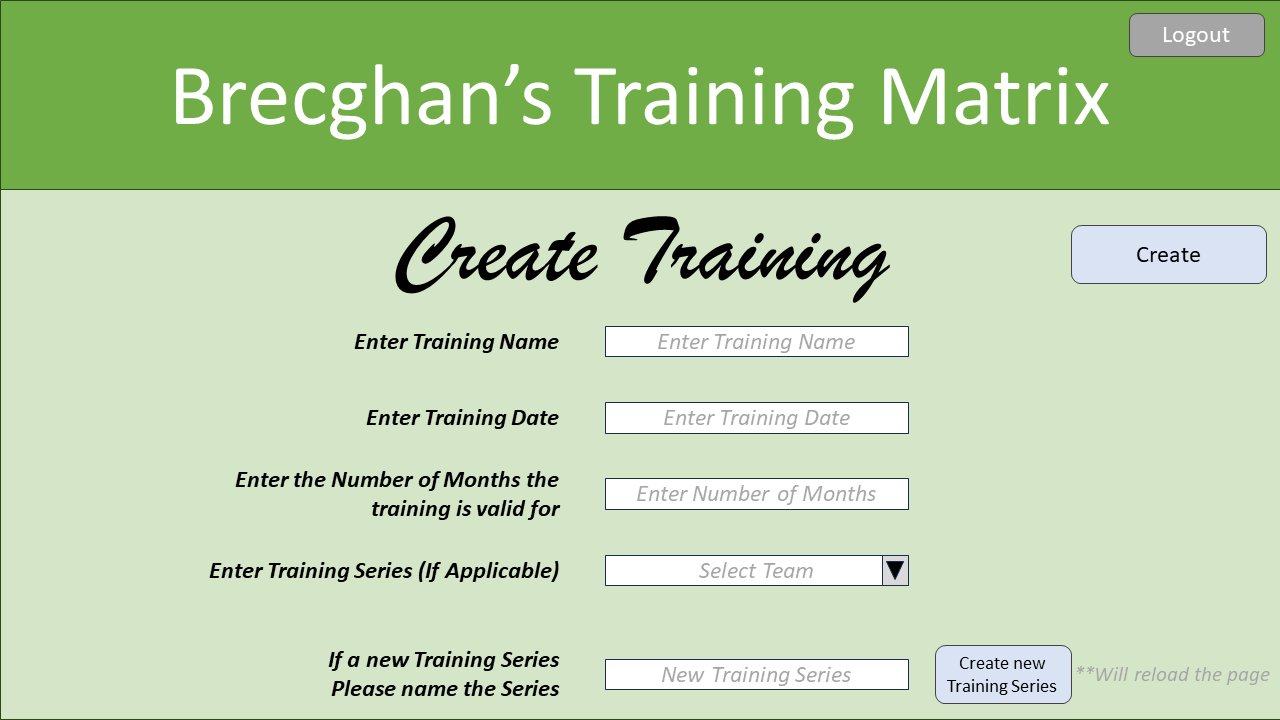 Logout
Brecghan’s Training Matrix
Create Training
Create
Enter Training Name
Enter Training Name
Enter Training Date
Enter Training Date
Enter the Number of Months the
training is valid for
Enter Number of Months
Enter Training Series (If Applicable)
Select Team
If a new Training Series
Please name the Series
New Training Series
Create new
Training Series
**Will reload the page